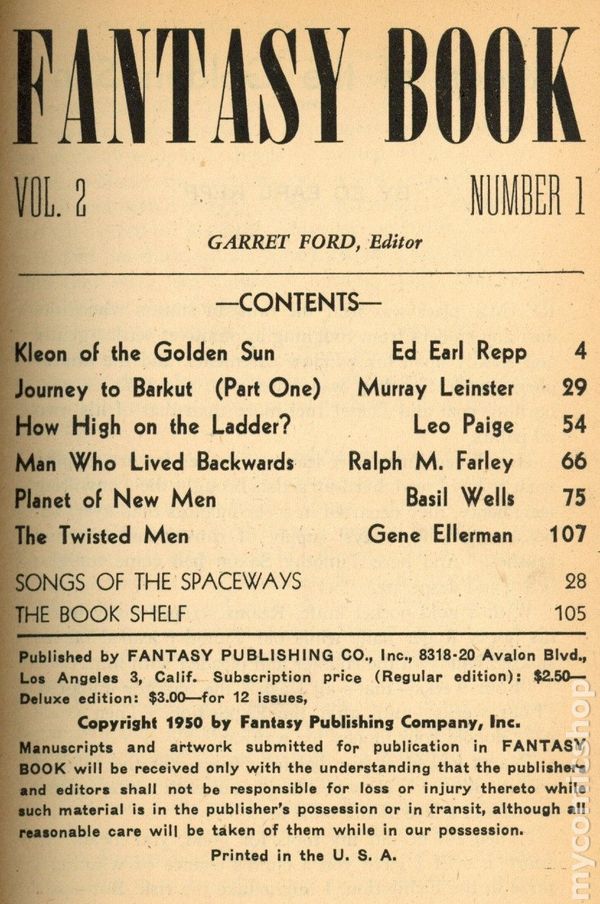 FANTASY BOOK
VOL. 2 NUMBER 1
GARRET FORD, Editor
—CONTENTS—
Kleon of the Golden Sun Ed Earl Repp 4
Journey to Barkut (Part One) Murray Leinster 29
How High on the Ladder? Leo Paige 54
Man Who Lived Backwards Ralph M. Farley 66
Planet of New Men Basil Wells 75
The Twisted Men Gene Ellerman 107
SONGS OF THE SPACEWAYS 28
THE BOOK SHELF 105
Published by FANTASY PUBLISHING CO., Inc., 8318-20 Avalon Blvd.,
Los Angeles 3, Calif. Subscription price (Regular edition): $2.50—
Deluxe edition: $3.00—for 12 issues,
Copyright 1950 by Fantasy Publishing Company, Inc.
Manuscripts and artwork submitted for publication in FANTASY
BOOK will be received only with the understanding that the publishers
and editors shall not be responsible for loss or injury thereto while
such material is in the publisher's possession or in transit, although all
reasonable care will be taken of them while in our possession.
Printed in the U. S. A.
mycomicshop